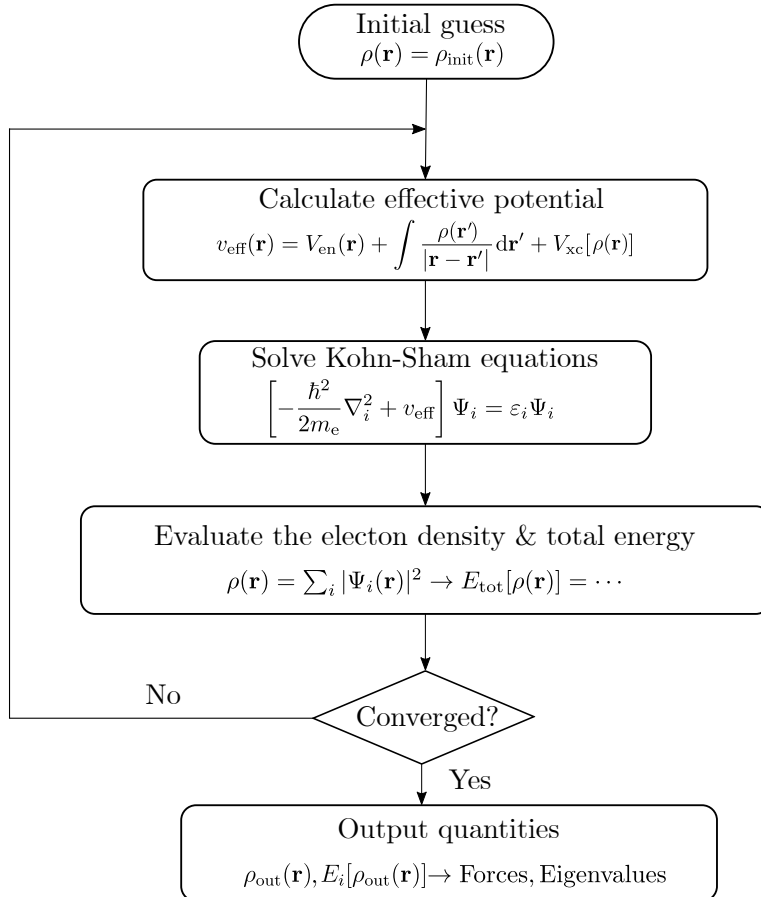 Initial guess
ρ(𝐫) = ρ_init(𝐫)
Calculate effective potential
v_eff(𝐫) = V_en(𝐫) + ∫ ρ(𝐫′)/|𝐫 − 𝐫′| d𝐫′ + V_xc[ρ(𝐫)]
Solve Kohn-Sham equations
[−ℏ²/2m_e ∇_i² + v_eff] Ψ_i = ε_iΨ_i
Evaluate the electon density & total energy
ρ(𝐫) = ∑_i |Ψ_i(𝐫)|² → E_tot[ρ(𝐫)] = ⋯
No
Converged?
Yes
Output quantities
ρ_out(𝐫), E_i[ρ_out(𝐫)]→ Forces, Eigenvalues